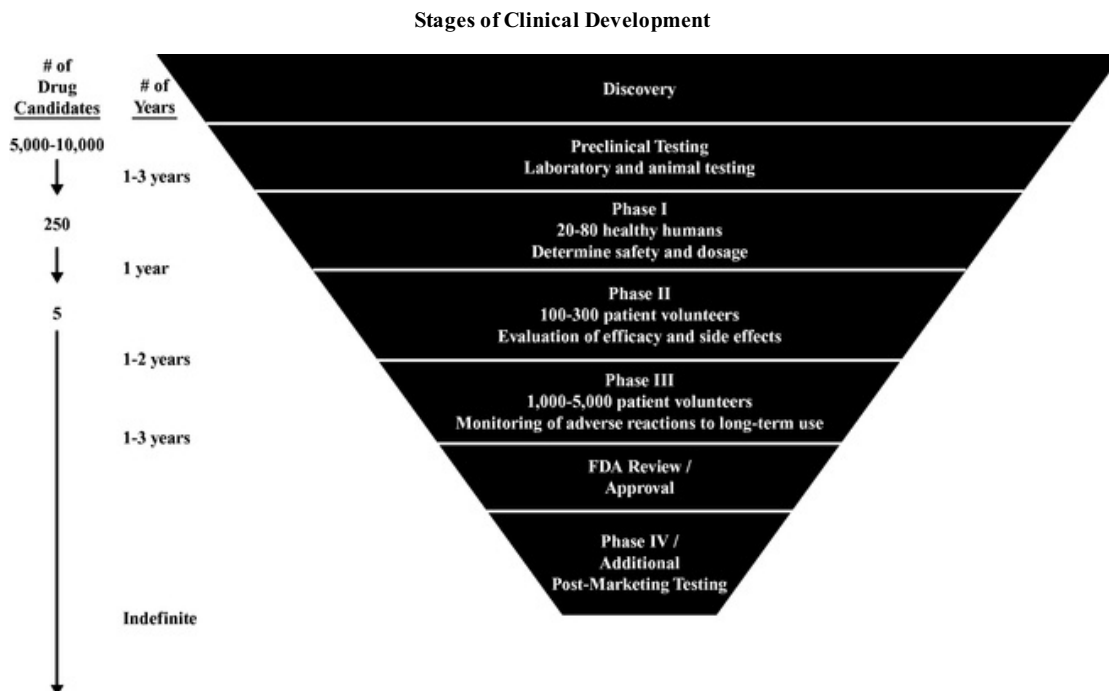 Stages of Clinical Development
# of
Drug
Candidates
# of
Years
Discovery
5,000-10,000
Preclinical Testing
Laboratory and animal testing
1-3 years
Phase I
20-80 healthy humans
Determine safety and dosage
250
1 year
Phase II
100-300 patient volunteers
Evaluation of efficacy and side effects
5
1-2 years
Phase III
1,000-5,000 patient volunteers
Monitoring of adverse reactions to long-term use
1-3 years
FDA Review /
Approval
Phase IV /
Additional
Post-Marketing Testing
Indefinite